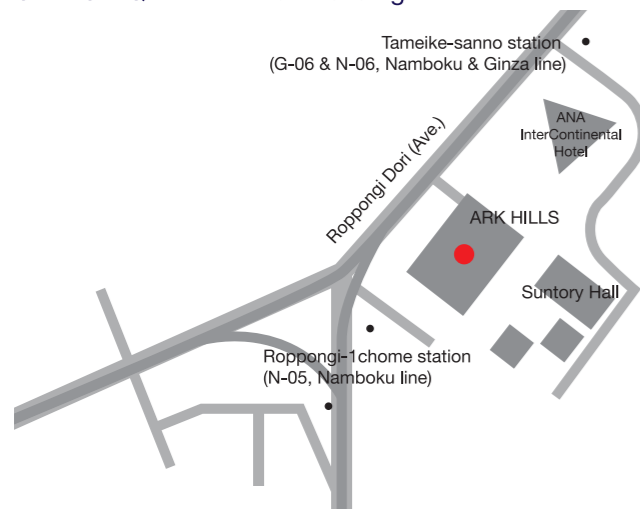 Tameike-sanno station
(G-06 & N-06, Namboku & Ginza line)
ANA
InterContinental
Hotel
Roppongi Dori (Ave.)
ARK HILLS
Suntory Hall
Roppongi-1chome station
(N-05, Namboku line)